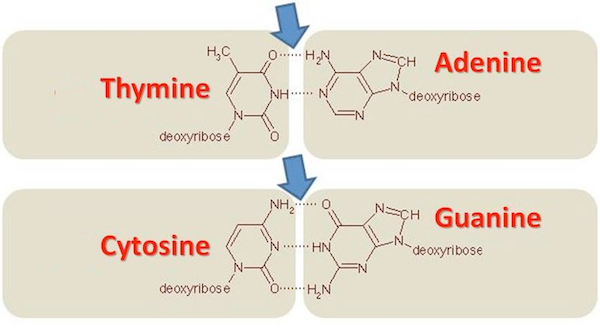 H₃C
O
H₂N
N
CH
Adenine
Thymine
NH
N
N
deoxyribose
N
N
deoxyribose
O
NH₂
O
N
CH
Guanine
Cytosine
N
HN
N
deoxyribose
N
N
deoxyribose
O
H₂N